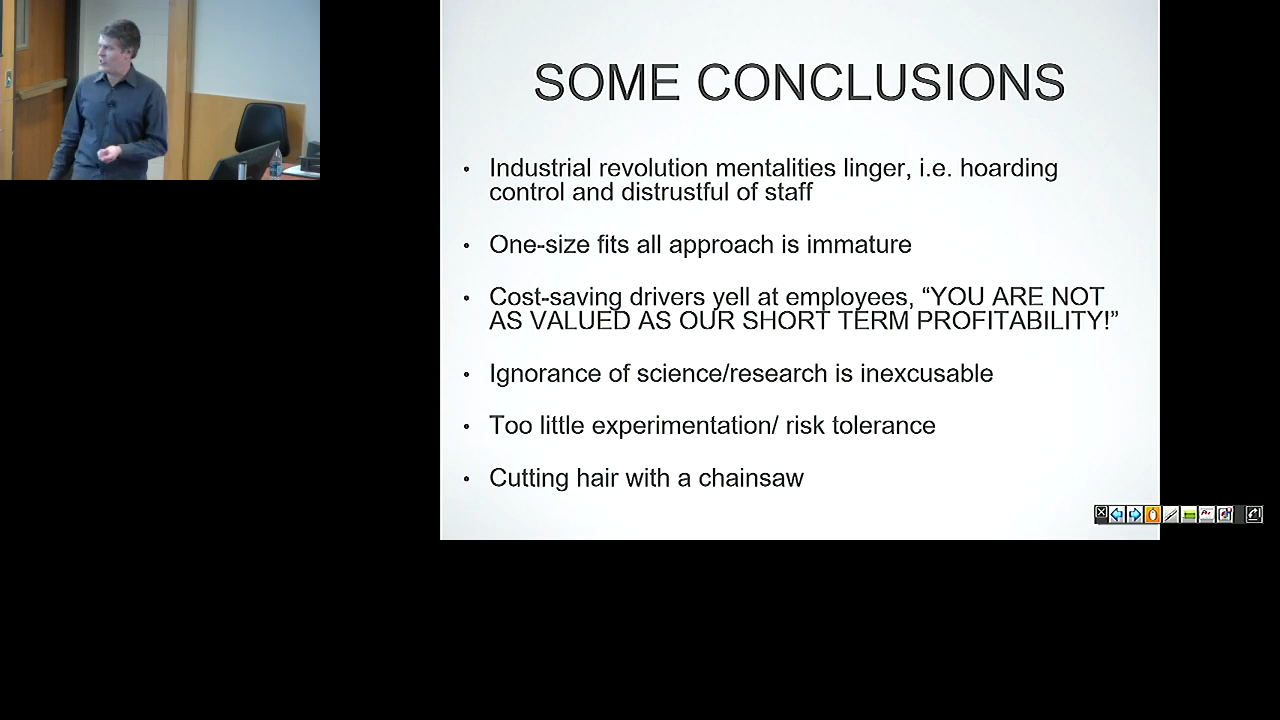 SOME CONCLUSIONS
• Industrial revolution mentalities linger, i.e. hoarding
control and distrustful of staff
• One-size fits all approach is immature
• Cost-saving drivers yell at employees, “YOU ARE NOT
AS VALUED AS OUR SHORT TERM PROFITABILITY!”
• Ignorance of science/research is inexcusable
• Too little experimentation/ risk tolerance
• Cutting hair with a chainsaw